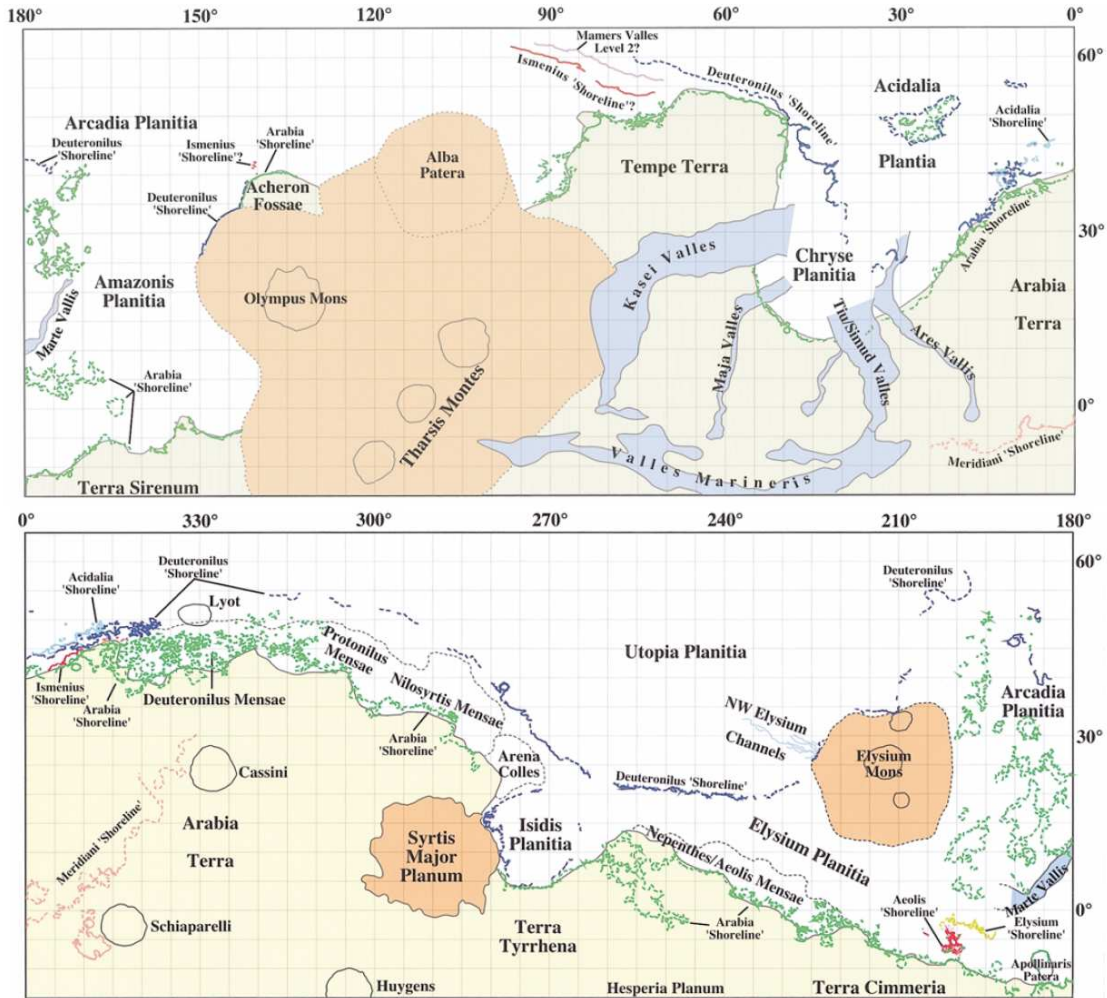 180° 150° 120° 90° 60° 30° 0°
60°
30°
0°
Mamers Valles
Level 2?
Ismenius 'Shoreline'?
Deuteronilus 'Shoreline'
Acidalia
Plantia
Acidalia
'Shoreline'
Arcadia Planitia
Deuteronilus
'Shoreline'
Ismenius
'Shoreline'?
Arabia
'Shoreline'
Acheron
Fossae
Alba
Patera
Tempe Terra
Deuteronilus
'Shoreline'
Arabia 'Shoreline'
Kasei Valles
Chryse
Planitia
Amazonis
Planitia
Olympus Mons
Arabia
Terra
Marte Vallis
Maja Valles
Tiu/Simud Valles
Ares Vallis
Arabia
'Shoreline'
Tharsis Montes
Meridiani 'Shoreline'
Valles Marineris
Terra Sirenum
0° 330° 300° 270° 240° 210° 180°
60°
30°
0°
Acidalia
'Shoreline'
Deuteronilus
'Shoreline'
Lyot
Deuteronilus
'Shoreline'
Protonilus
Mensae
Utopia Planitia
Ismenius
'Shoreline'
Arabia
'Shoreline'
Deuteronilus Mensae
Nilosyrtis Mensae
Arcadia
Planitia
NW Elysium
Channels
Arabia
'Shoreline'
Arena
Colles
Elysium
Mons
Cassini
Deuteronilus 'Shoreline'
Meridiani 'Shoreline'
Arabia
Terra
Syrtis
Major
Planum
Isidis
Planitia
Elysium Planitia
Nepenthes/Aeolis Mensae
Marte Vallis
Schiaparelli
Terra
Tyrrhena
Arabia
'Shoreline'
Aeolis
'Shoreline'
Elysium
'Shoreline'
Apollinaris
Patera
Huygens
Hesperia Planum
Terra Cimmeria